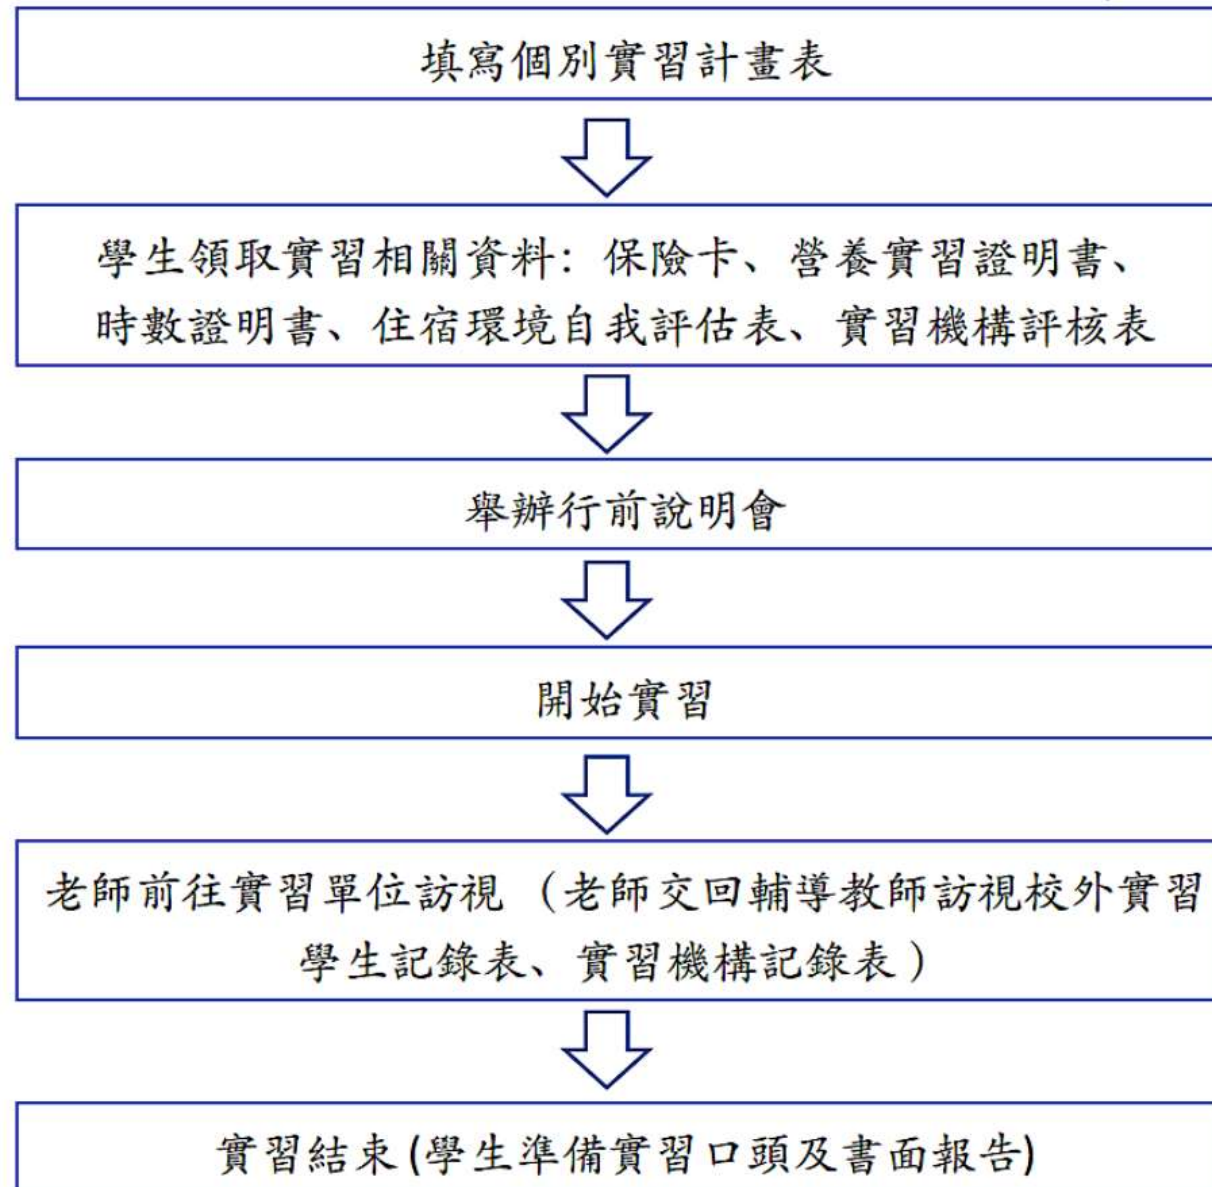 填寫個別實習計畫表
學生領取實習相關資料：保險卡、營養實習證明書、
時數證明書、住宿環境自我評估表、實習機構評核表
舉辦行前說明會
開始實習
老師前往實習單位訪視 （老師交回輔導教師訪視校外實習
學生記錄表、實習機構記錄表）
實習結束(學生準備實習口頭及書面報告)